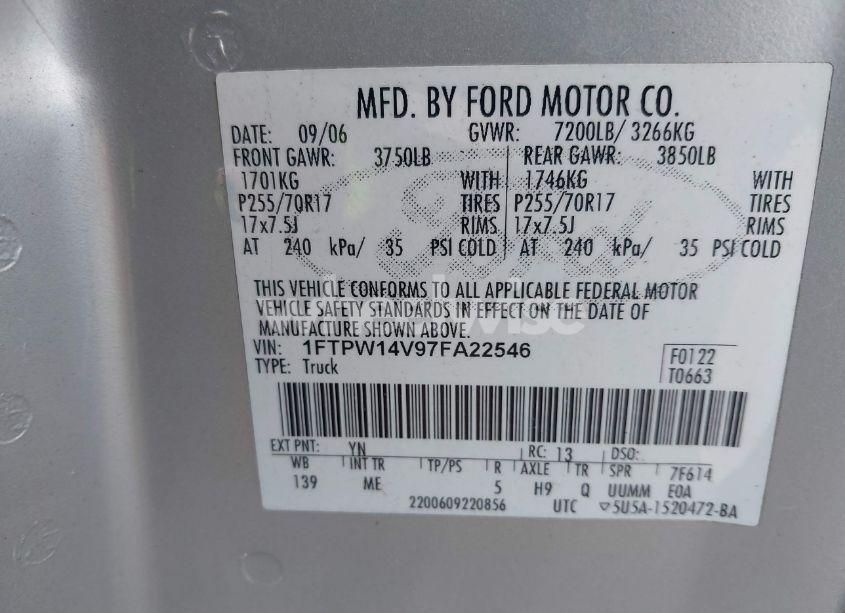 MFD. BY FORD MOTOR CO.
DATE: 09/06 GVWR: 7200LB/ 3266KG
FRONT GAWR: 3750LB REAR GAWR: 3850LB
1701KG WITH 1746KG WITH
P255/70R17 TIRES P255/70R17 TIRES
17x7.5J RIMS 17x7.5J RIMS
AT 240 kPa/ 35 PSI COLD AT 240 kPa/ 35 PSI COLD
THIS VEHICLE CONFORMS TO ALL APPLICABLE FEDERAL MOTOR
VEHICLE SAFETY STANDARDS IN EFFECT ON THE DATE OF
MANUFACTURE SHOWN ABOVE.
VIN: 1FTPW14V97FA22546
TYPE: Truck
F0122
T0663
EXT PNT: YN RC: 13 DSO:
WB INT TR TP/PS R AXLE TR SPR 7F614
139 ME 5 H9 Q UUMM E0A
2200609220856 UTC ▽5U5A-1520472-BA